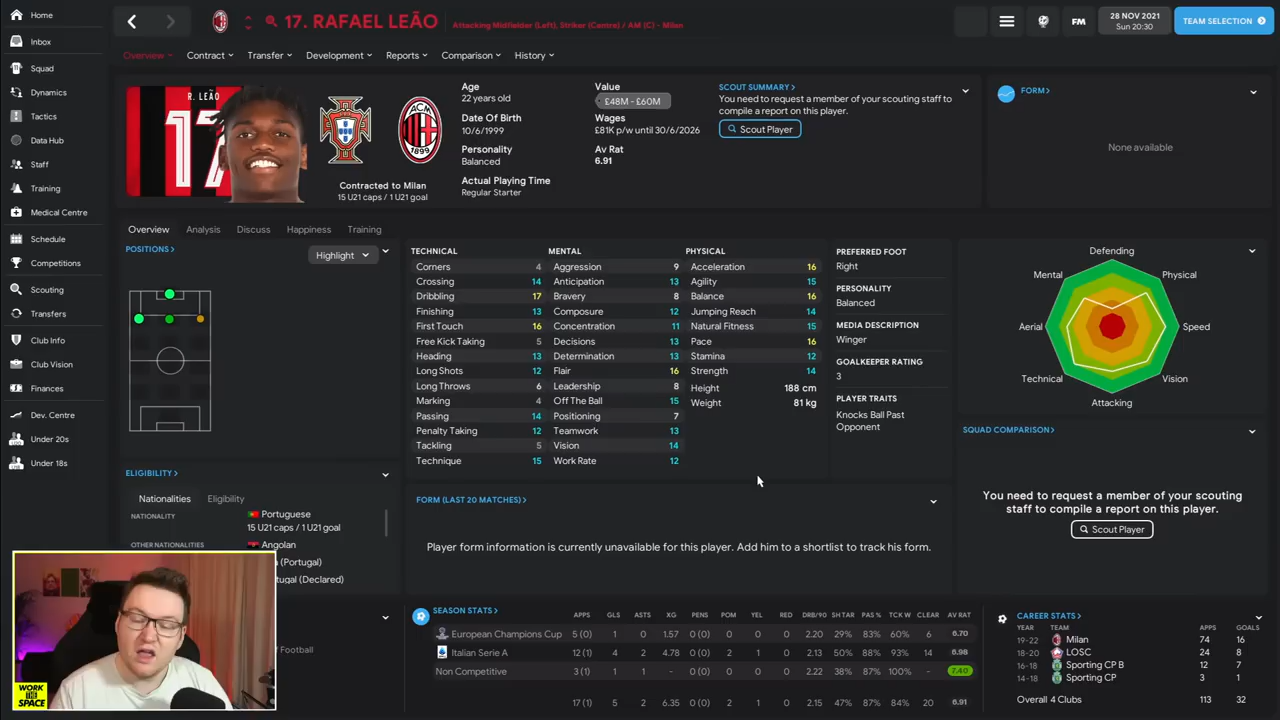 Home
Inbox
Squad
Dynamics
Tactics
Data Hub
Staff
Training
Medical Centre
Schedule
Competitions
Scouting
Transfers
Club Info
Club Vision
Finances
Dev. Centre
Under 20s
Under 18s
17. RAFAEL LEÃO
Attacking Midfielder (Left), Striker (Centre) / AM (C) - Milan
FM
28 NOV 2021
Sun 20:30
TEAM SELECTION
Overview Contract Transfer Development Reports Comparison History
R. LEÃO
17
ACM
1899
Contracted to Milan
15 U21 caps / 1 U21 goal
Age
22 years old
Date Of Birth
10/6/1999
Personality
Balanced
Actual Playing Time
Regular Starter
Value
£48M - £60M
Wages
£81K p/w until 30/6/2026
Av Rat
6.91
SCOUT SUMMARY >
You need to request a member of your scouting staff to
compile a report on this player.
Scout Player
FORM >
None available
Overview Analysis Discuss Happiness Training
POSITIONS >
Highlight
TECHNICAL
Corners 4
Crossing 14
Dribbling 17
Finishing 13
First Touch 16
Free Kick Taking 5
Heading 13
Long Shots 12
Long Throws 6
Marking 4
Passing 14
Penalty Taking 12
Tackling 5
Technique 15
MENTAL
Aggression 9
Anticipation 13
Bravery 8
Composure 12
Concentration 11
Decisions 13
Determination 13
Flair 16
Leadership 8
Off The Ball 15
Positioning 7
Teamwork 13
Vision 14
Work Rate 12
PHYSICAL
Acceleration 16
Agility 15
Balance 16
Jumping Reach 14
Natural Fitness 15
Pace 16
Stamina 12
Strength 14
Height 188 cm
Weight 81 kg
PREFERRED FOOT
Right
PERSONALITY
Balanced
MEDIA DESCRIPTION
Winger
GOALKEEPER RATING
3
PLAYER TRAITS
Knocks Ball Past
Opponent
Defending
Mental Physical
Aerial Speed
Technical Vision
Attacking
SQUAD COMPARISON >
You need to request a member of your scouting
staff to compile a report on this player.
Scout Player
ELIGIBILITY >
Nationalities Eligibility
NATIONALITY
Portuguese
15 U21 caps / 1 U21 goal
OTHER NATIONALITIES
Angolan
(Portugal)
(Declared)
of Football
FORM (LAST 20 MATCHES) >
Player form information is currently unavailable for this player. Add him to a shortlist to track his form.
SEASON STATS > APPS GLS ASTS XG PENS POM YEL RED DRB/90 SH TAR PAS % TCK W CLEAR AV RAT
European Champions Cup 5 (0) 1 0 1.57 0 (0) 0 0 0 2.20 29% 83% 60% 6 6.70
Italian Serie A 12 (1) 4 2 4.78 0 (0) 2 1 0 2.13 50% 88% 93% 14 6.98
Non Competitive 3 (1) 1 1 - 0 (0) 0 0 0 2.22 38% 87% 100% - 7.40
17 (1) 5 2 6.35 0 (0) 2 1 0 2.15 47% 87% 84% 20 6.91
CAREER STATS >
YEAR TEAM APPS GOALS
19-22 Milan 74 16
18-20 LOSC 24 8
16-18 Sporting CP B 12 7
14-18 Sporting CP 3 1
Overall 4 Clubs 113 32
WORK
THE
SPACE